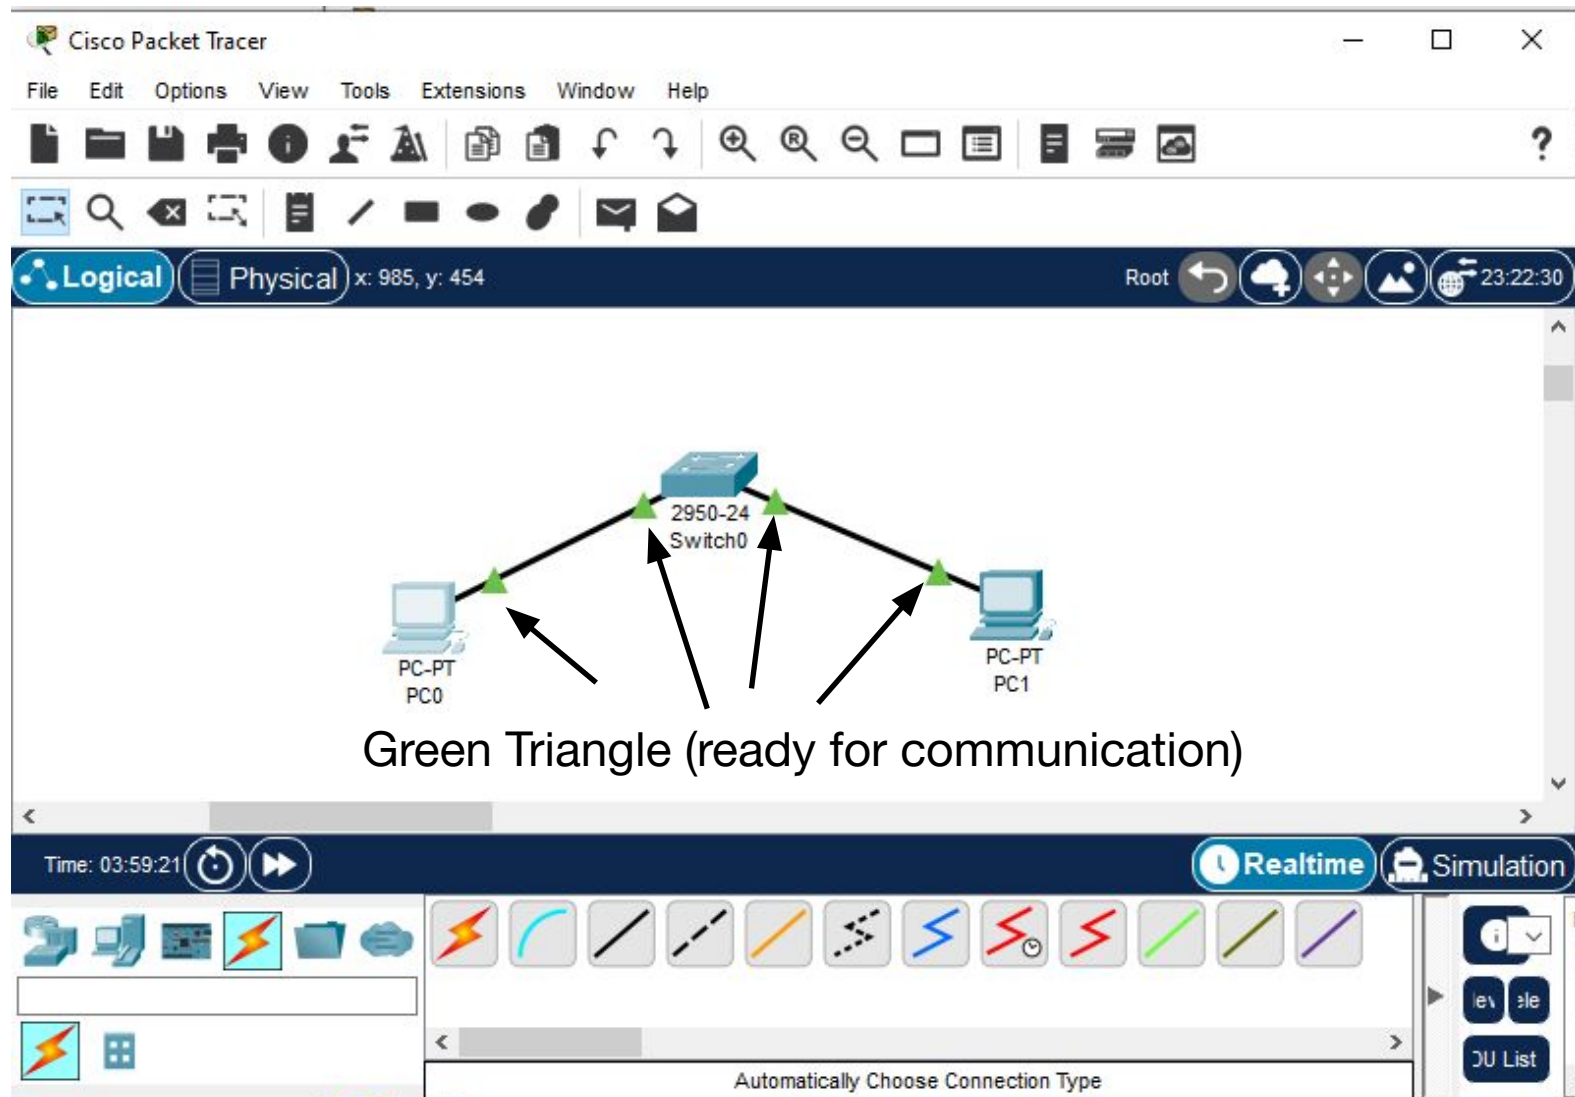 Cisco Packet Tracer
File Edit Options View Tools Extensions Window Help
Logical Physical x: 985, y: 454 Root 23:22:30
2950-24
Switch0
PC-PT
PC0
PC-PT
PC1
Green Triangle (ready for communication)
Time: 03:59:21 Realtime Simulation
List
Automatically Choose Connection Type